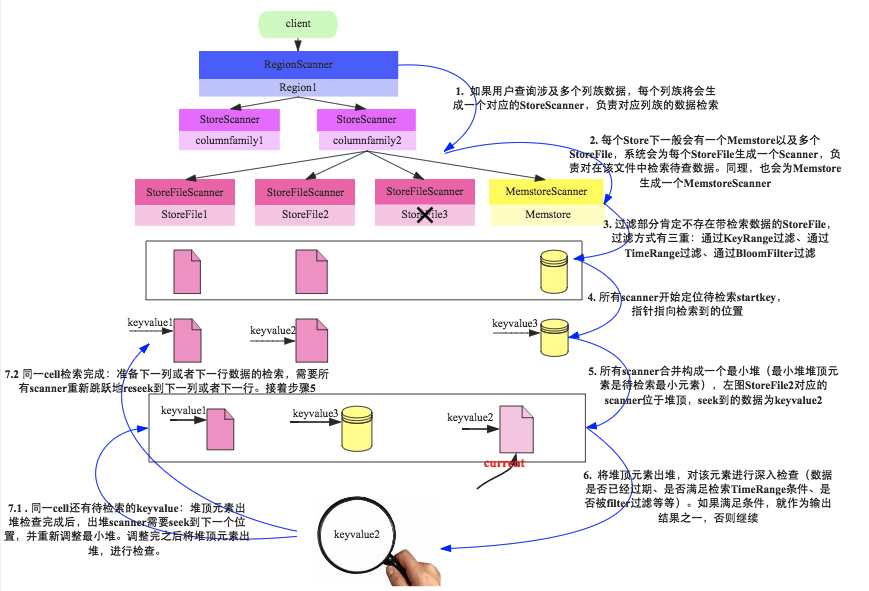 client
RegionScanner
Region1
1. 如果用户查询涉及多个列族数据，每个列族将会生
成一个对应的StoreScanner，负责对应列族的数据检索
StoreScanner
columnfamily1
StoreScanner
columnfamily2
2. 每个Store下一般会有一个Memstore以及多个
StoreFile，系统会为每个StoreFile生成一个Scanner，负
责对在该文件中检索待查数据。同理，也会为Memstore
生成一个MemstoreScanner
StoreFileScanner
StoreFile1
StoreFileScanner
StoreFile2
StoreFileScanner
StoreFile3
MemstoreScanner
Memstore
3. 过滤部分肯定不存在带检索数据的StoreFile，
过滤方式有三重：通过KeyRange过滤、通过
TimeRange过滤、通过BloomFilter过滤
4. 所有scanner开始定位待检索startkey，
指针指向检索到的位置
keyvalue1
keyvalue2
keyvalue3
7.2 同一cell检索完成：准备下一列或者下一行数据的检索，需要所
有scanner重新跳跃地reseek到下一列或者下一行。接着步骤5
5. 所有scanner合并构成一个最小堆（最小堆堆顶元
素是待检索最小元素），左图StoreFile2对应的
scanner位于堆顶，seek到的数据为keyvalue2
keyvalue1
keyvalue3
keyvalue2
current
6. 将堆顶元素出堆，对该元素进行深入检查（数据
是否已经过期、是否满足检索TimeRange条件、是
否被filter过滤等等）。如果满足条件，就作为输出
结果之一，否则继续
7.1 . 同一cell还有待检索的keyvalue：堆顶元素出
堆检查完成后，出堆scanner需要seek到下一个位
置，并重新调整最小堆。调整完之后将堆顶元素出
堆，进行检查。
keyvalue2